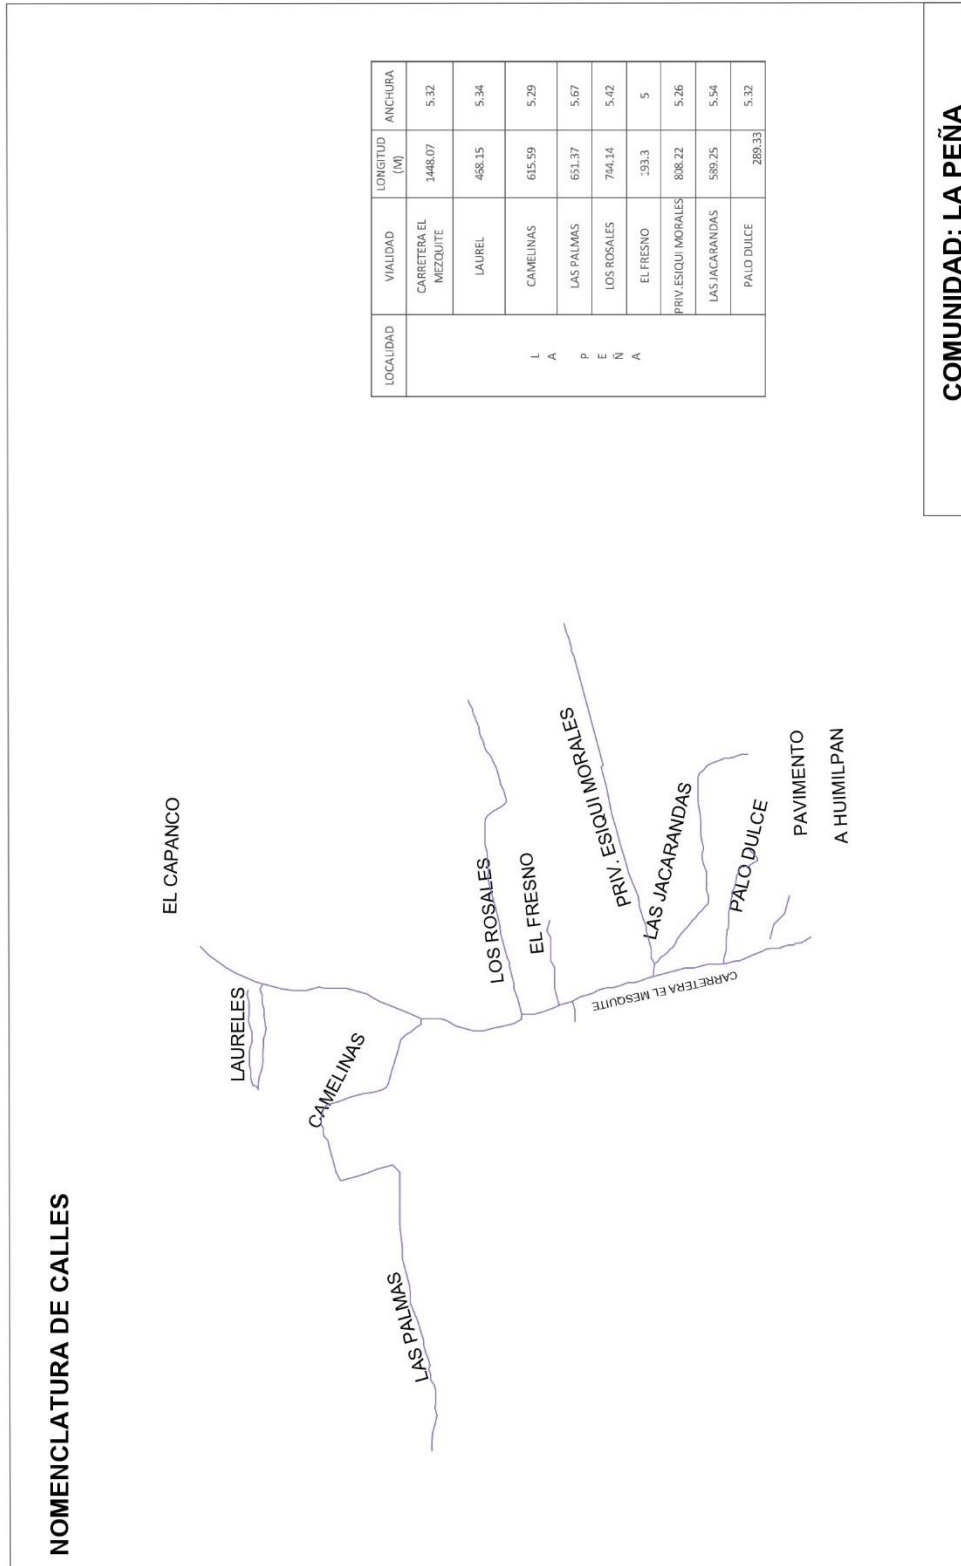 NOMENCLATURA DE CALLES
EL CAPANCO
LAURELES
CAMELINAS
LAS PALMAS
LOS ROSALES
EL FRESNO
PRIV. ESIQUI MORALES
LAS JACARANDAS
PALO DULCE
CARRETERA EL MESQUITE
PAVIMENTO
A HUIMILPAN
LOCALIDAD VIALIDAD LONGITUD (M) ANCHURA
LA PEÑA
CARRETERA EL MEZQUITE 1448.07 5.32
LAUREL 468.15 5.34
CAMELINAS 615.59 5.29
LAS PALMAS 651.37 5.67
LOS ROSALES 744.14 5.42
EL FRESNO 193.3 5
PRIV. ESIQUI MORALES 808.22 5.26
LAS JACARANDAS 589.25 5.54
PALO DULCE 289.33 5.32
COMUNIDAD: LA PEÑA